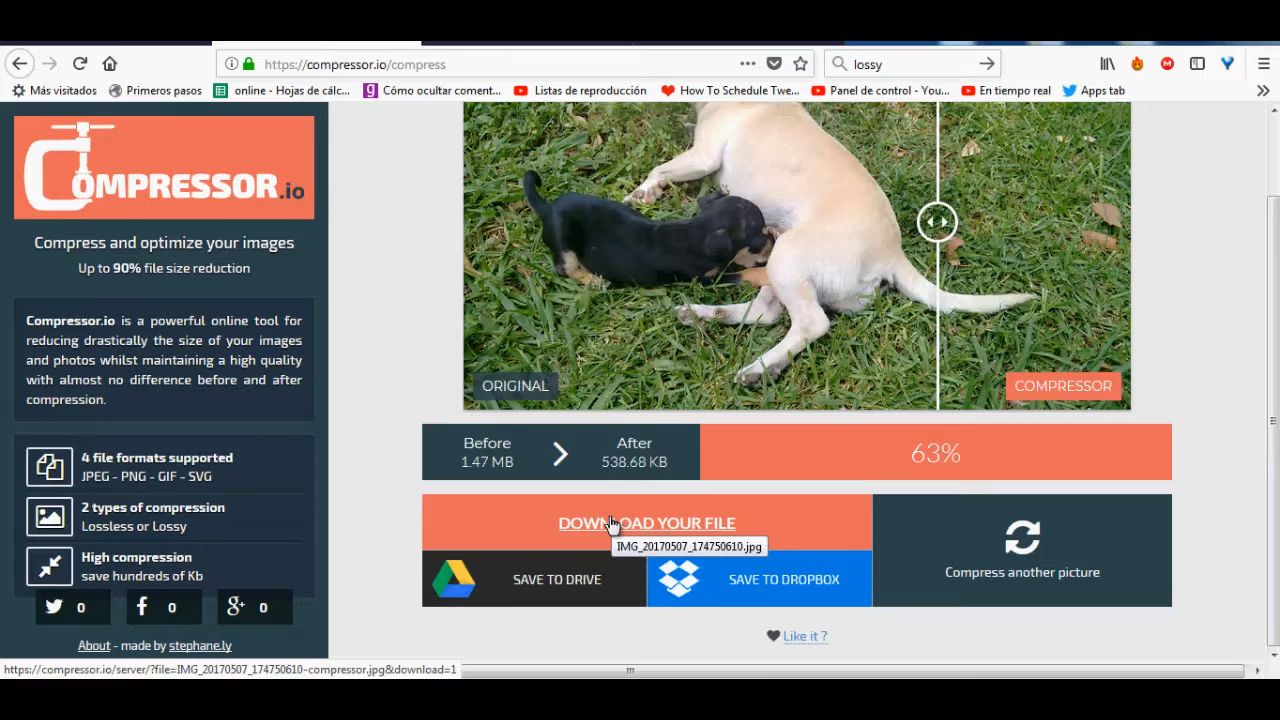 https://compressor.io/compress
lossy
Más visitados
Primeros pasos
online - Hojas de cálc...
Cómo ocultar coment...
Listas de reproducción
How To Schedule Twe...
Panel de control - You...
En tiempo real
Apps tab
COMPRESSOR.io
Compress and optimize your images
Up to 90% file size reduction
Compressor.io is a powerful online tool for
reducing drastically the size of your images
and photos whilst maintaining a high quality
with almost no difference before and after
compression.
4 file formats supported
JPEG - PNG - GIF - SVG
2 types of compression
Lossless or Lossy
High compression
save hundreds of Kb
0
0
0
About - made by stephane.ly
ORIGINAL
COMPRESSOR
Before
1.47 MB
After
538.68 KB
63%
DOWNLOAD YOUR FILE
IMG_20170507_174750610.jpg
SAVE TO DRIVE
SAVE TO DROPBOX
Compress another picture
Like it ?
https://compressor.io/server/?file=IMG_20170507_174750610-compressor.jpg&download=1